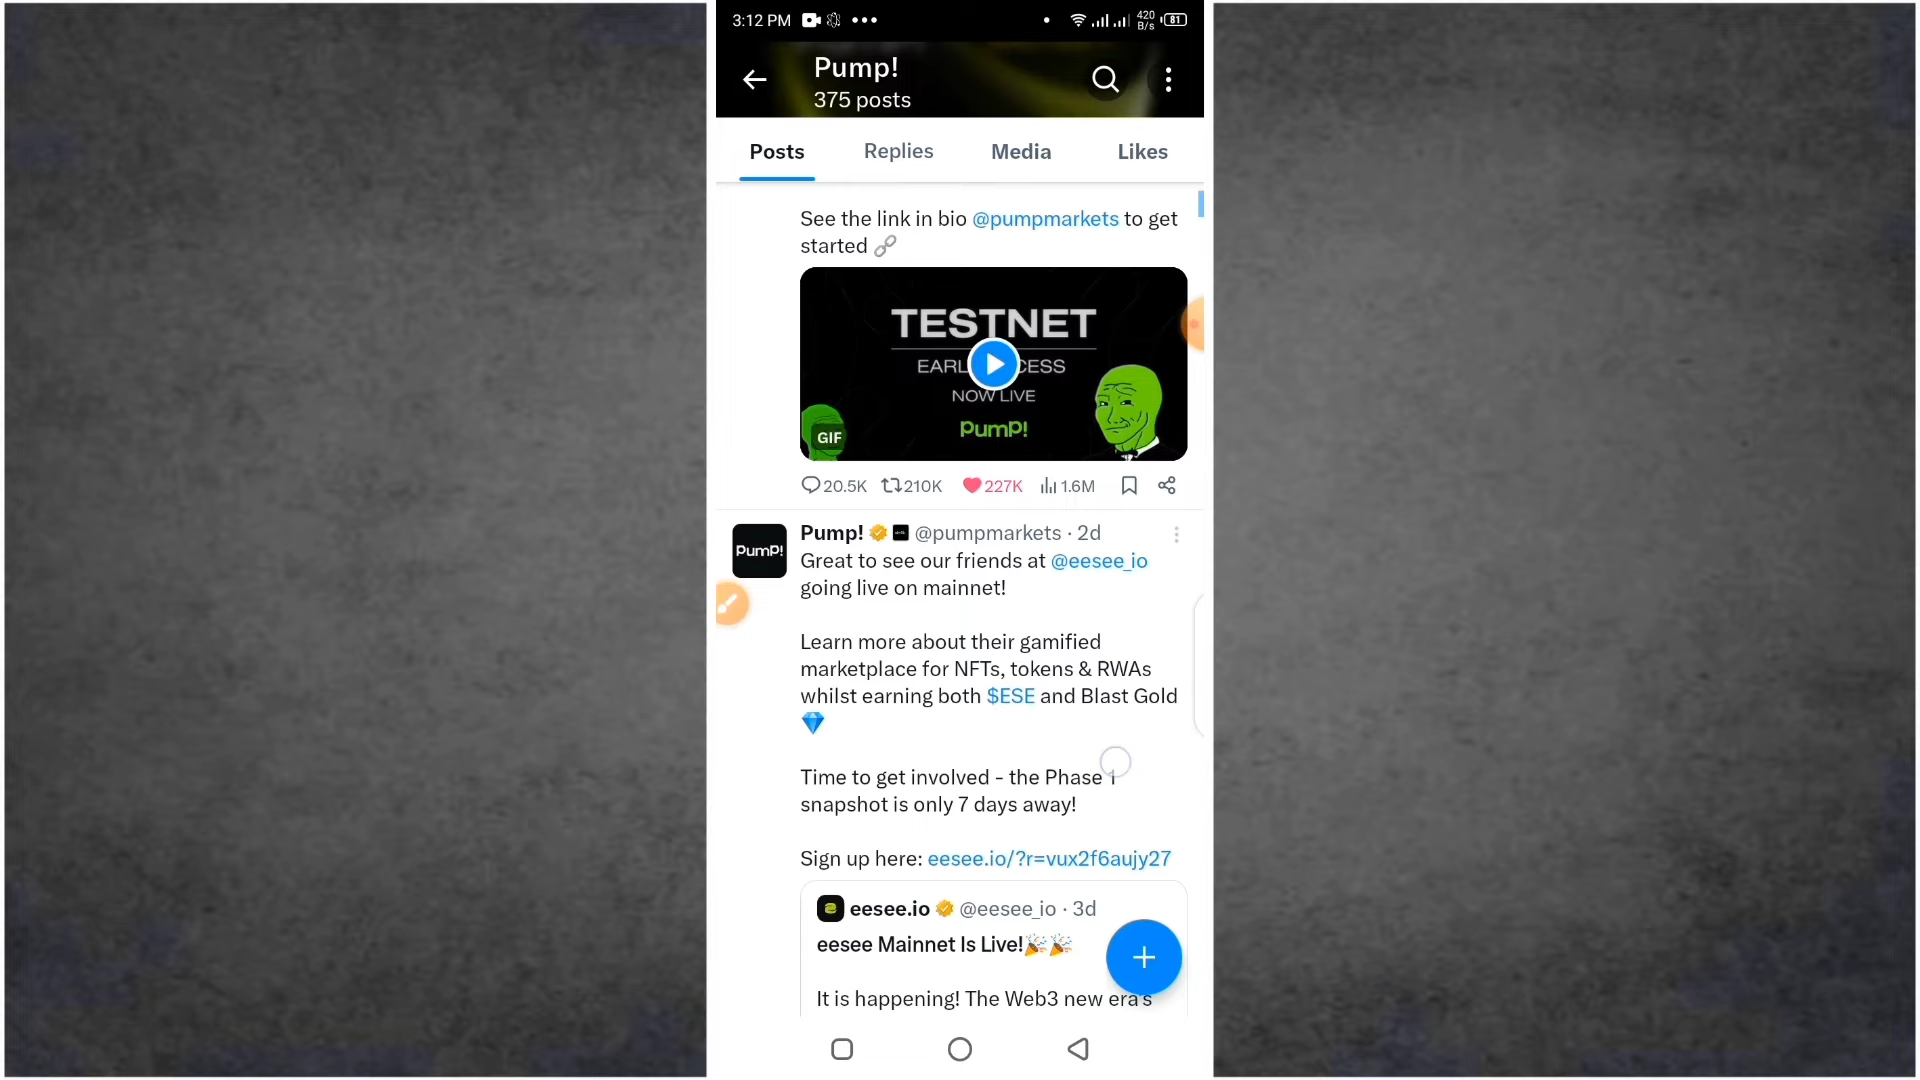 3:12 PM
420
B/s
81
Pump!
375 posts
Posts Replies Media Likes
See the link in bio @pumpmarkets to get
started
TESTNET
NOW LIVE
pumP!
GIF
20.5K 210K 227K 1.6M
Pump! @pumpmarkets · 2d
pumP!
Great to see our friends at @eesee_io
going live on mainnet!
Learn more about their gamified
marketplace for NFTs, tokens & RWAs
whilst earning both $ESE and Blast Gold
Time to get involved - the Phase 1
snapshot is only 7 days away!
Sign up here: eesee.io/?r=vux2f6aujy27
eesee.io @eesee_io · 3d
eesee Mainnet Is Live!
It is happening! The Web3 new era's